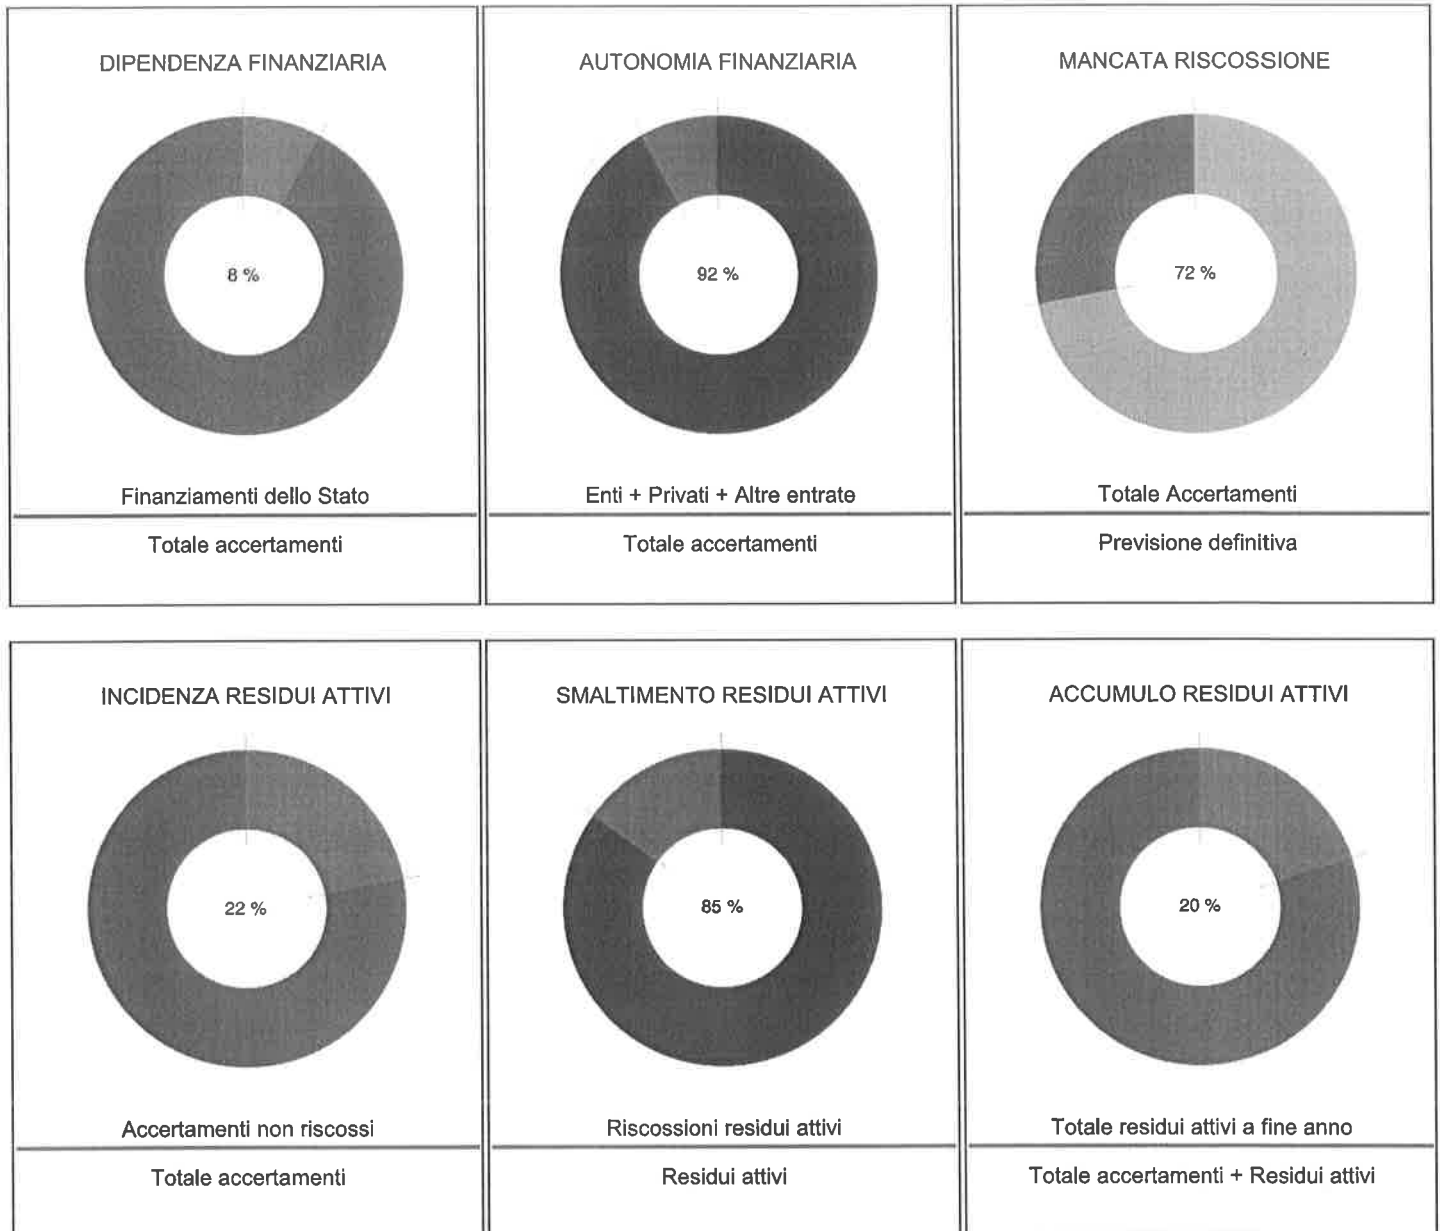 DIPENDENZA FINANZIARIA
8 %
Finanziamenti dello Stato
Totale accertamenti
AUTONOMIA FINANZIARIA
92 %
Enti + Privati + Altre entrate
Totale accertamenti
MANCATA RISCOSSIONE
72 %
Totale Accertamenti
Previsione definitiva
INCIDENZA RESIDUI ATTIVI
22 %
Accertamenti non riscossi
Totale accertamenti
SMALTIMENTO RESIDUI ATTIVI
85 %
Riscossioni residui attivi
Residui attivi
ACCUMULO RESIDUI ATTIVI
20 %
Totale residui attivi a fine anno
Totale accertamenti + Residui attivi